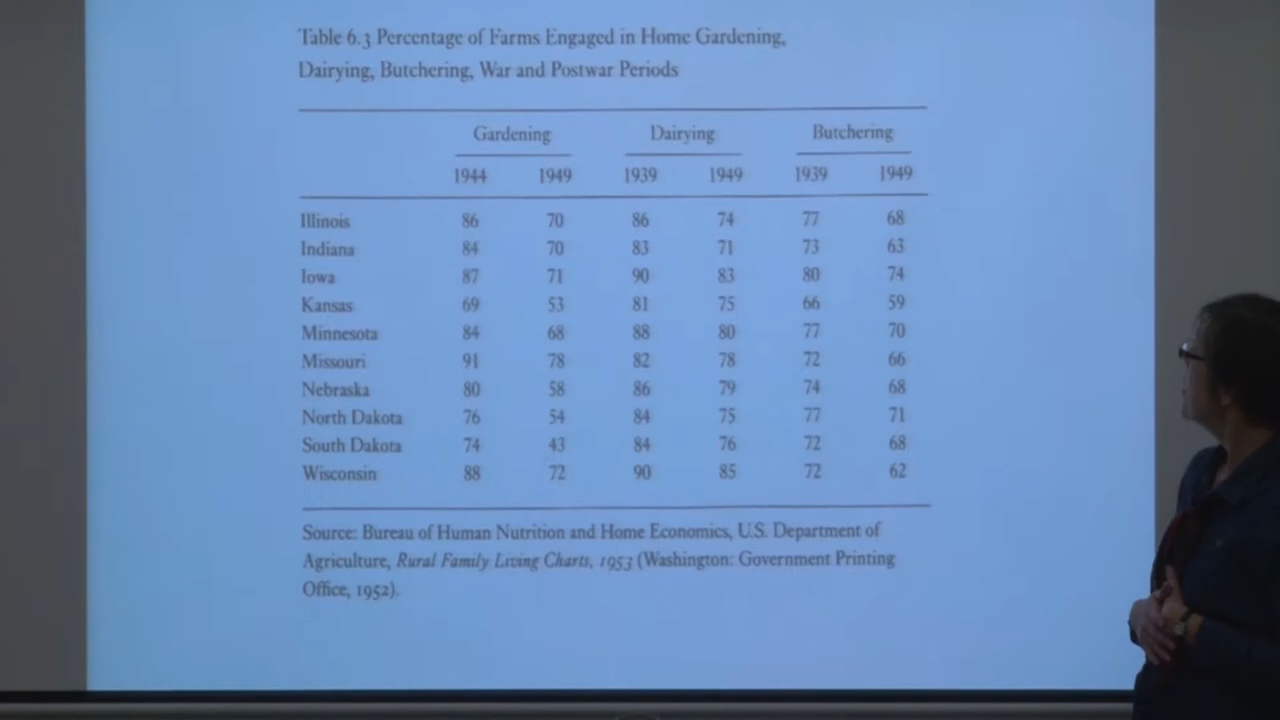 Table 6.3 Percentage of Farms Engaged in Home Gardening,
Dairying, Butchering, War and Postwar Periods
Gardening Dairying Butchering
1944 1949 1939 1949 1939 1949
Illinois 86 70 86 74 77 68
Indiana 84 70 83 71 73 63
Iowa 87 71 90 83 80 74
Kansas 69 53 81 75 66 59
Minnesota 84 68 88 80 77 70
Missouri 91 78 82 78 72 66
Nebraska 80 58 86 79 74 68
North Dakota 76 54 84 75 77 71
South Dakota 74 43 84 76 72 68
Wisconsin 88 72 90 85 72 62
Source: Bureau of Human Nutrition and Home Economics, U.S. Department of
Agriculture, Rural Family Living Charts, 1953 (Washington: Government Printing
Office, 1952).